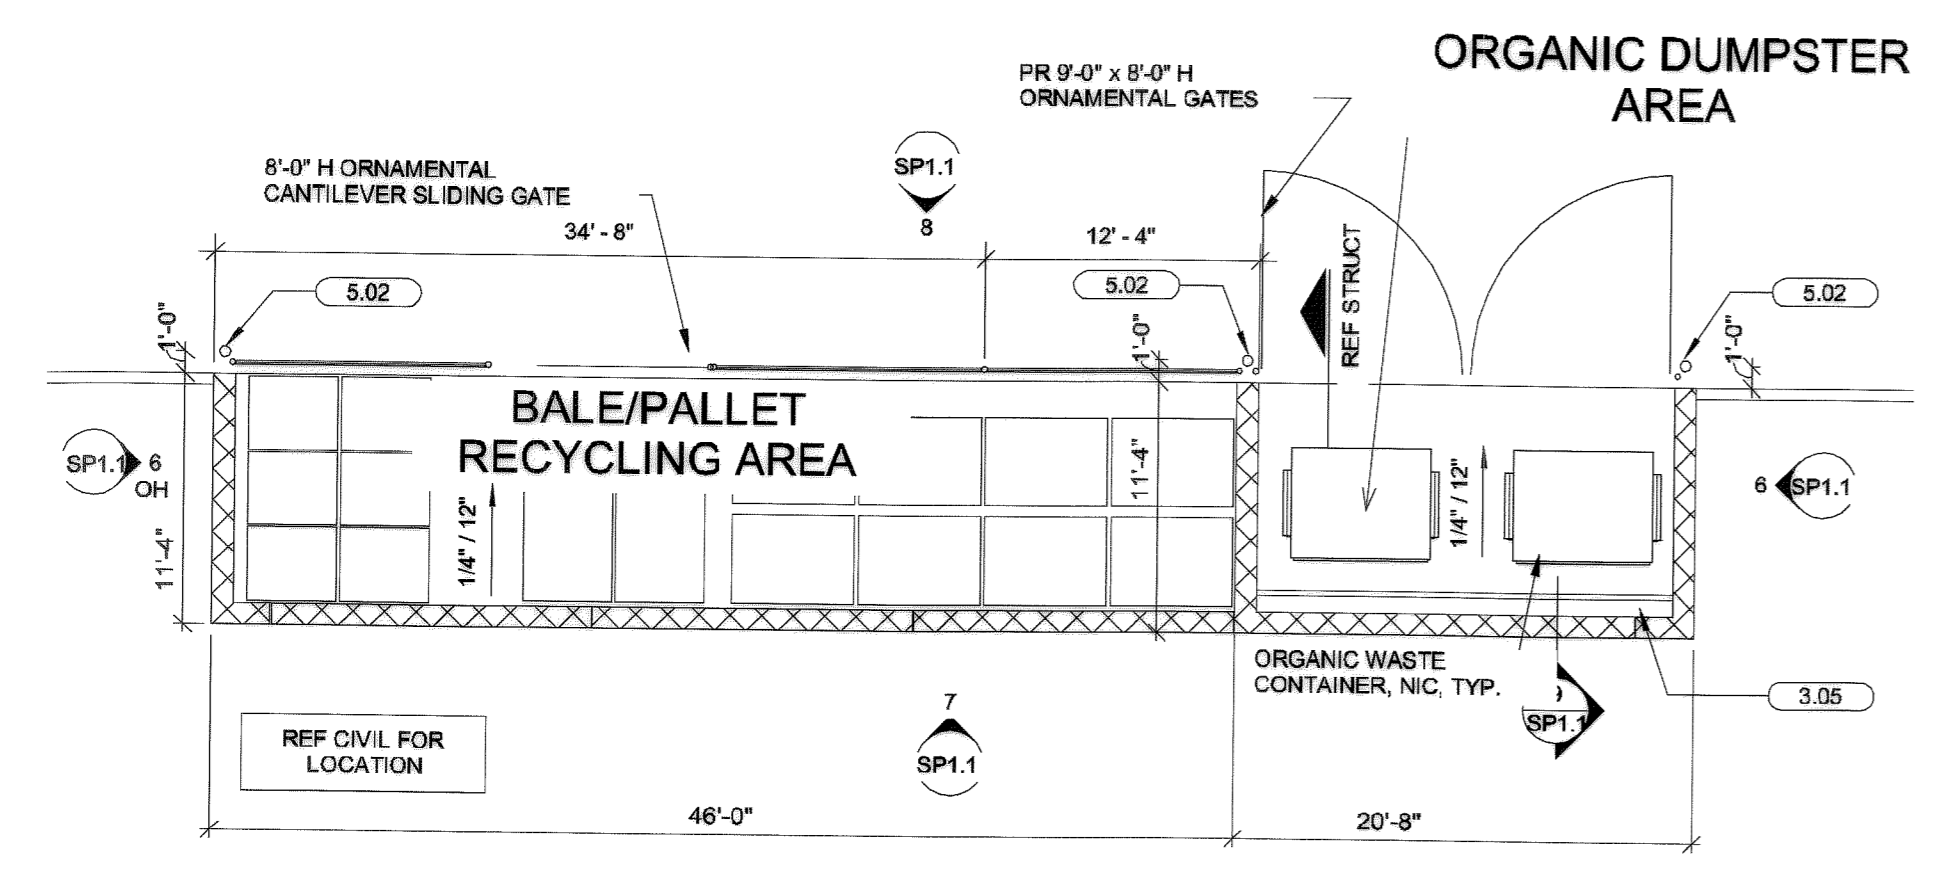 ORGANIC DUMPSTER
AREA
PR 9'-0" x 8'-0" H
ORNAMENTAL GATES
8'-0" H ORNAMENTAL
CANTILEVER SLIDING GATE
SP1.1
8
34' - 8"
12' - 4"
REF STRUCT
5.02
5.02
5.02
1'-0"
1'-0"
1'-0"
BALE/PALLET
RECYCLING AREA
SP1.1
6
OH
11'-4"
1/4" / 12"
11'-4"
1/4" / 12"
6
SP1.1
ORGANIC WASTE
CONTAINER, NIC, TYP.
9
SP1.1
3.05
7
SP1.1
REF CIVIL FOR
LOCATION
46'-0"
20'-8"